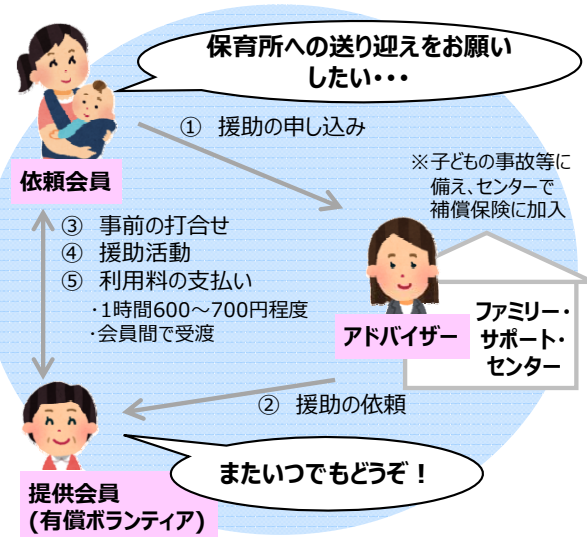 保育所への送り迎えをお願い
したい・・・
① 援助の申し込み
※子どもの事故等に
備え、センターで
補償保険に加入
依頼会員
③ 事前の打合せ
④ 援助活動
⑤ 利用料の支払い
・1時間600～700円程度
・会員間で受渡
アドバイザー
ファミリー・
サポート・
センター
② 援助の依頼
またいつでもどうぞ！
提供会員
(有償ボランティア)